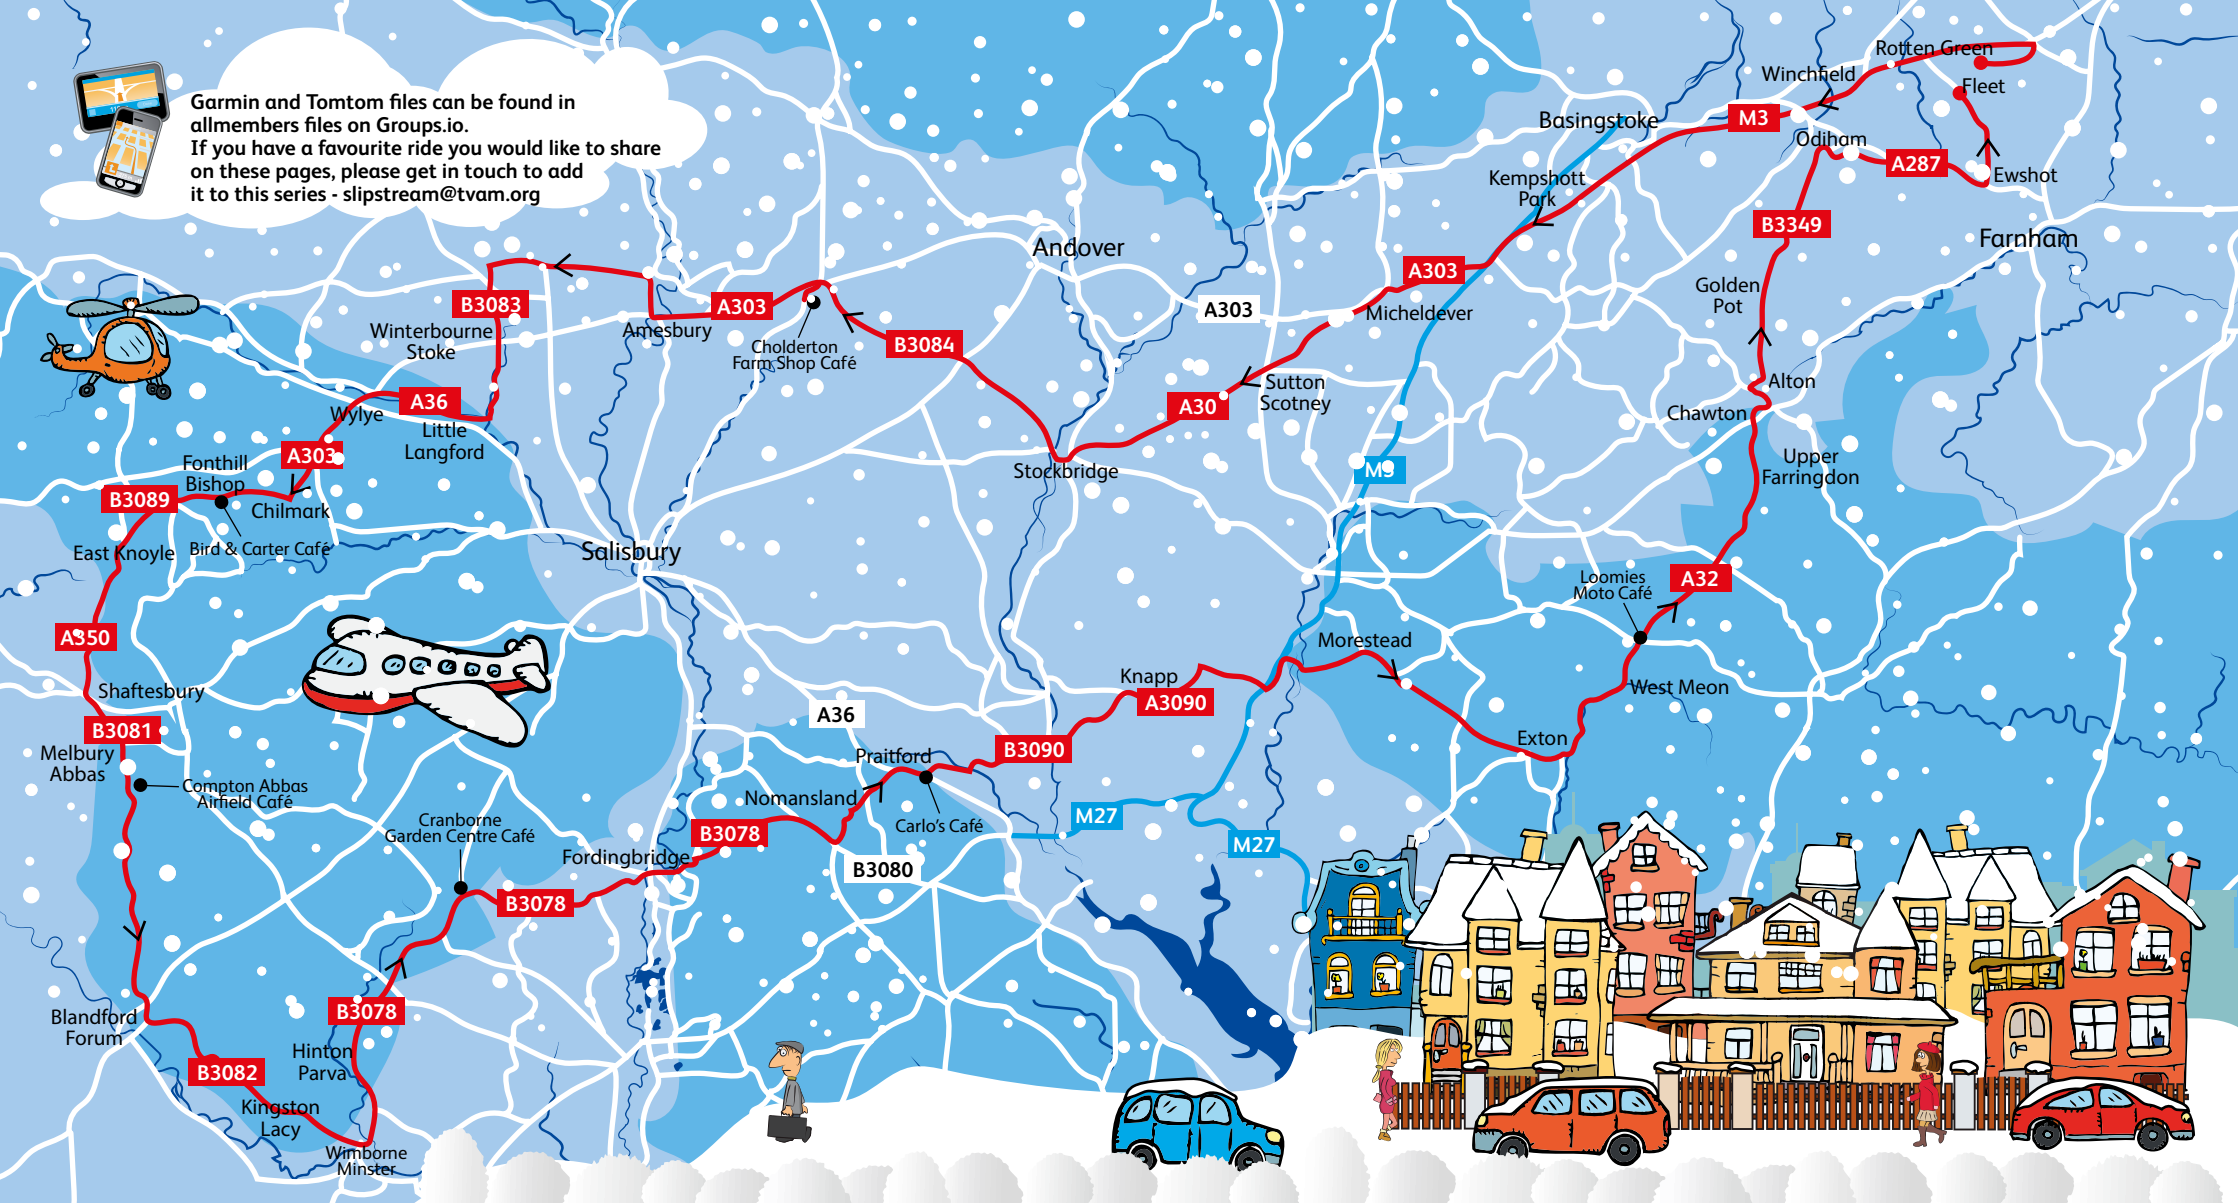 Garmin and Tomtom files can be found in
allmembers files on Groups.io.
If you have a favourite ride you would like to share
on these pages, please get in touch to add
it to this series - slipstream@tvam.org
Rotten Green
Winchfield
Fleet
M3
Basingstoke
Odiham
A287
Ewshot
Kempshott
Park
B3349
Farnham
Andover
A303
Golden
Pot
A303
Micheldever
B3083
A303
Winterbourne
Stoke
Amesbury
Cholderton
Farm Shop Café
B3084
Sutton
Scotney
A30
Alton
Chawton
A36
Wylye
Little
Langford
A303
Upper
Farringdon
Fonthill
Bishop
Stockbridge
M3
B3089
Chilmark
East Knoyle
Bird & Carter Café
Salisbury
Loomies
Moto Café
A32
A350
Morestead
Shaftesbury
Knapp
A3090
West Meon
A36
B3081
Melbury
Abbas
Praitford
B3090
Exton
Compton Abbas
Airfield Café
Nomansland
M27
Cranborne
Garden Centre Café
Carlo's Café
B3078
M27
Fordingbridge
B3080
B3078
Blandford
Forum
B3078
Hinton
Parva
B3082
Kingston
Lacy
Wimborne
Minster